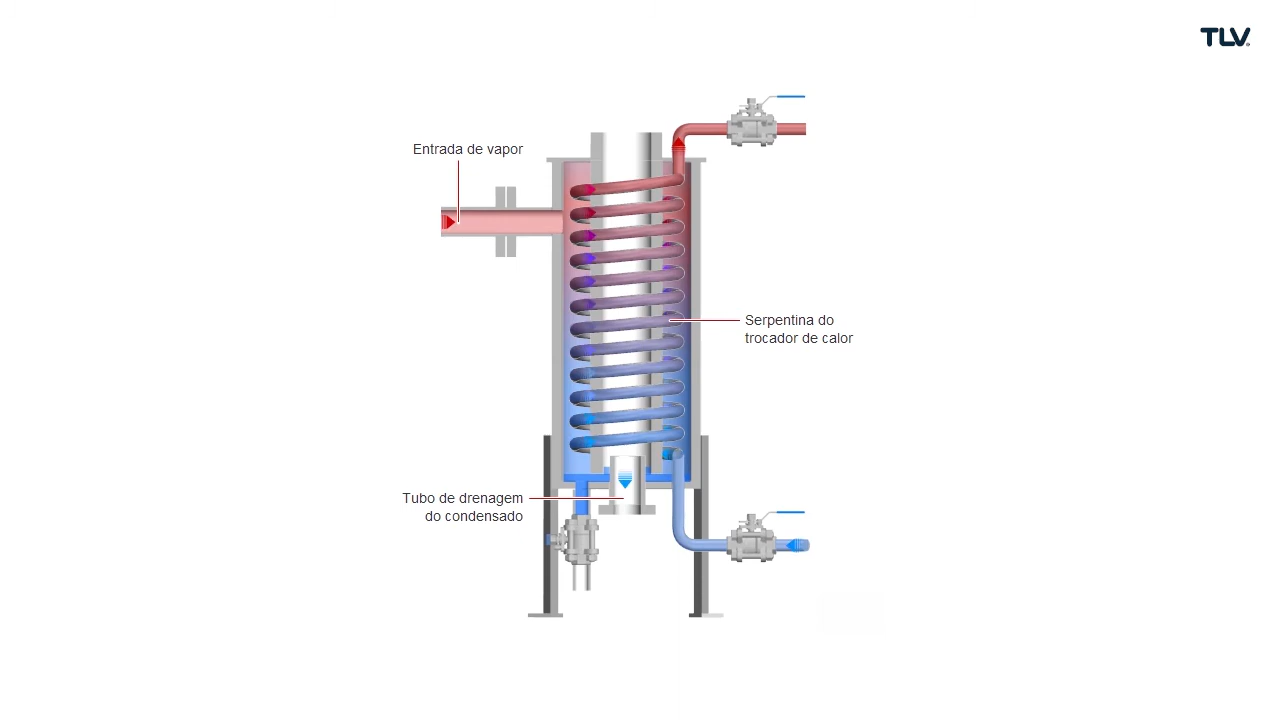 TLV
Entrada de vapor
Serpentina do
trocador de calor
Tubo de drenagem
do condensado